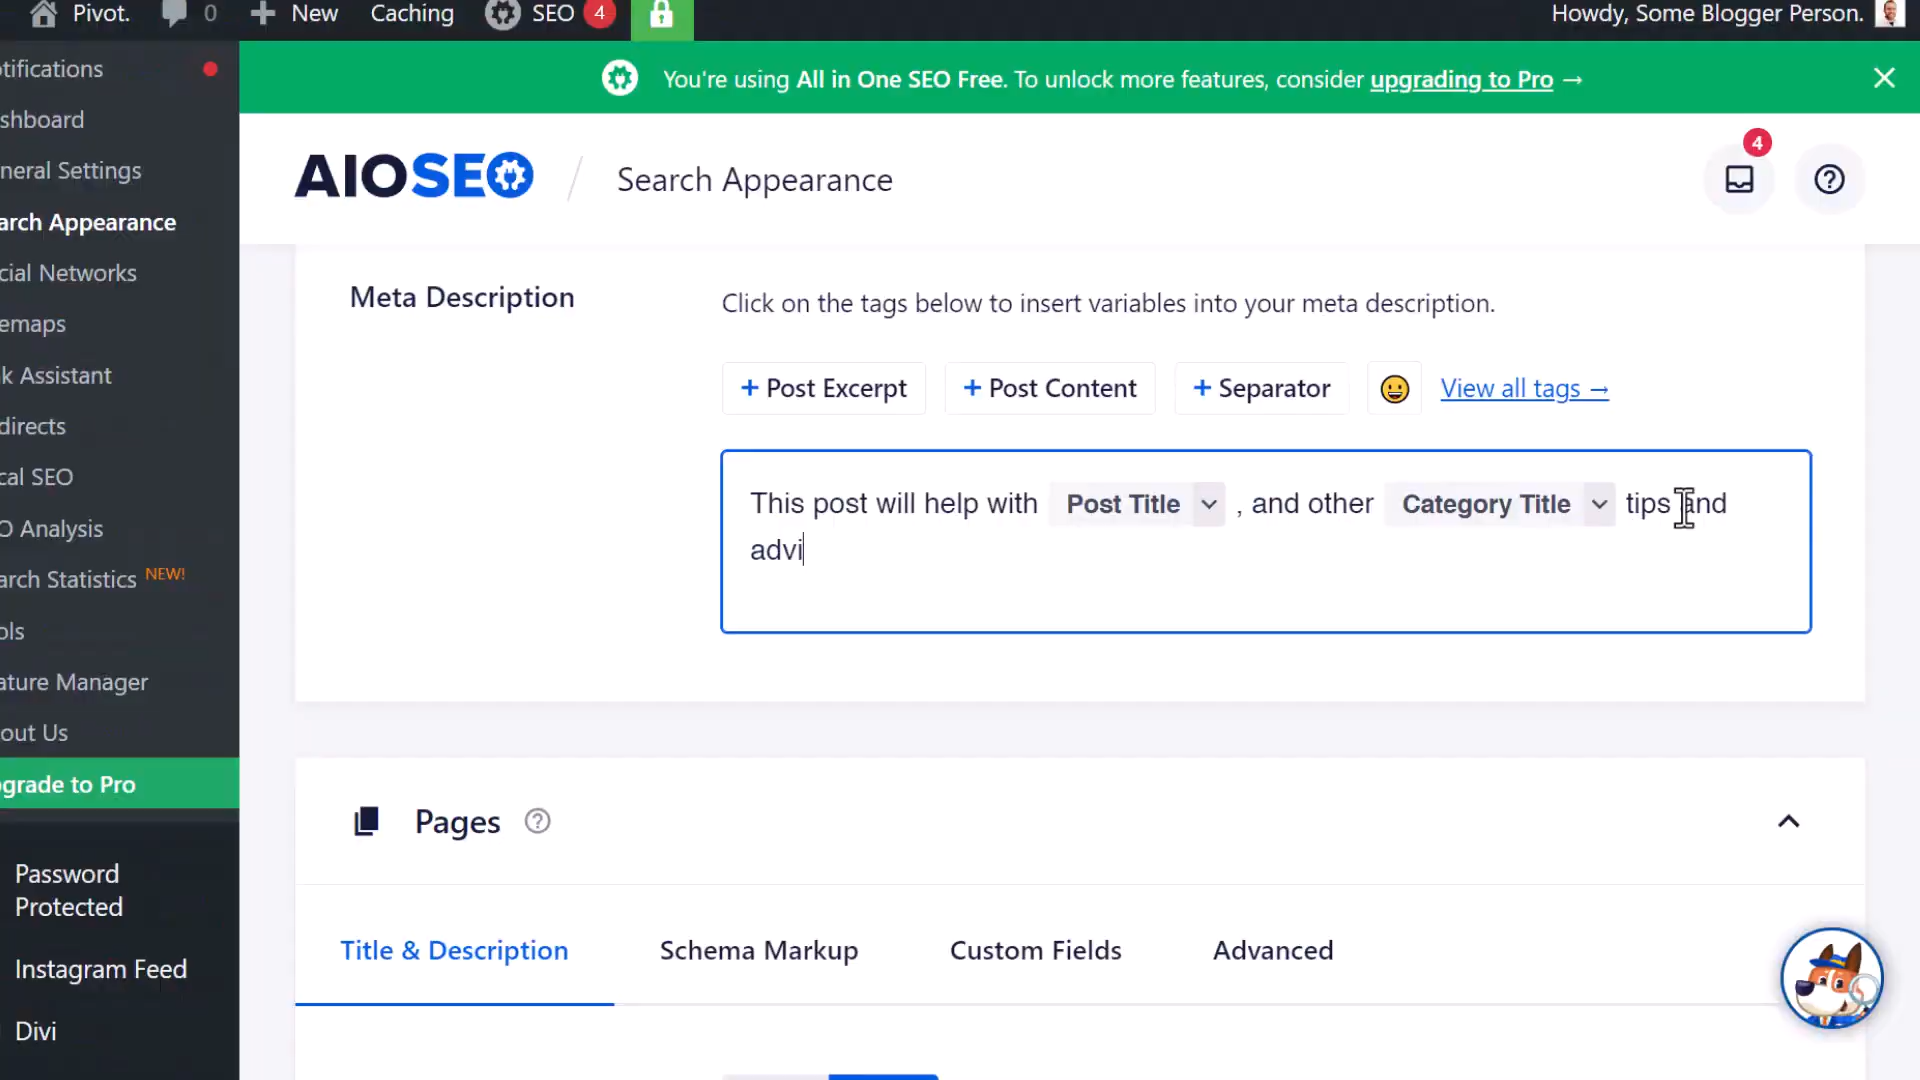 Pivot. 0 New Caching SEO 4 Howdy, Some Blogger Person.
tifications
shboard
neral Settings
arch Appearance
cial Networks
emaps
k Assistant
directs
cal SEO
O Analysis
arch Statistics NEW!
ols
ature Manager
out Us
grade to Pro
Password
Protected
Instagram Feed
Divi
You're using All in One SEO Free. To unlock more features, consider upgrading to Pro →
AIOSEO / Search Appearance
4
Meta Description
Click on the tags below to insert variables into your meta description.
+ Post Excerpt + Post Content + Separator View all tags →
This post will help with Post Title , and other Category Title tips and
advi
Pages
Title & Description Schema Markup Custom Fields Advanced